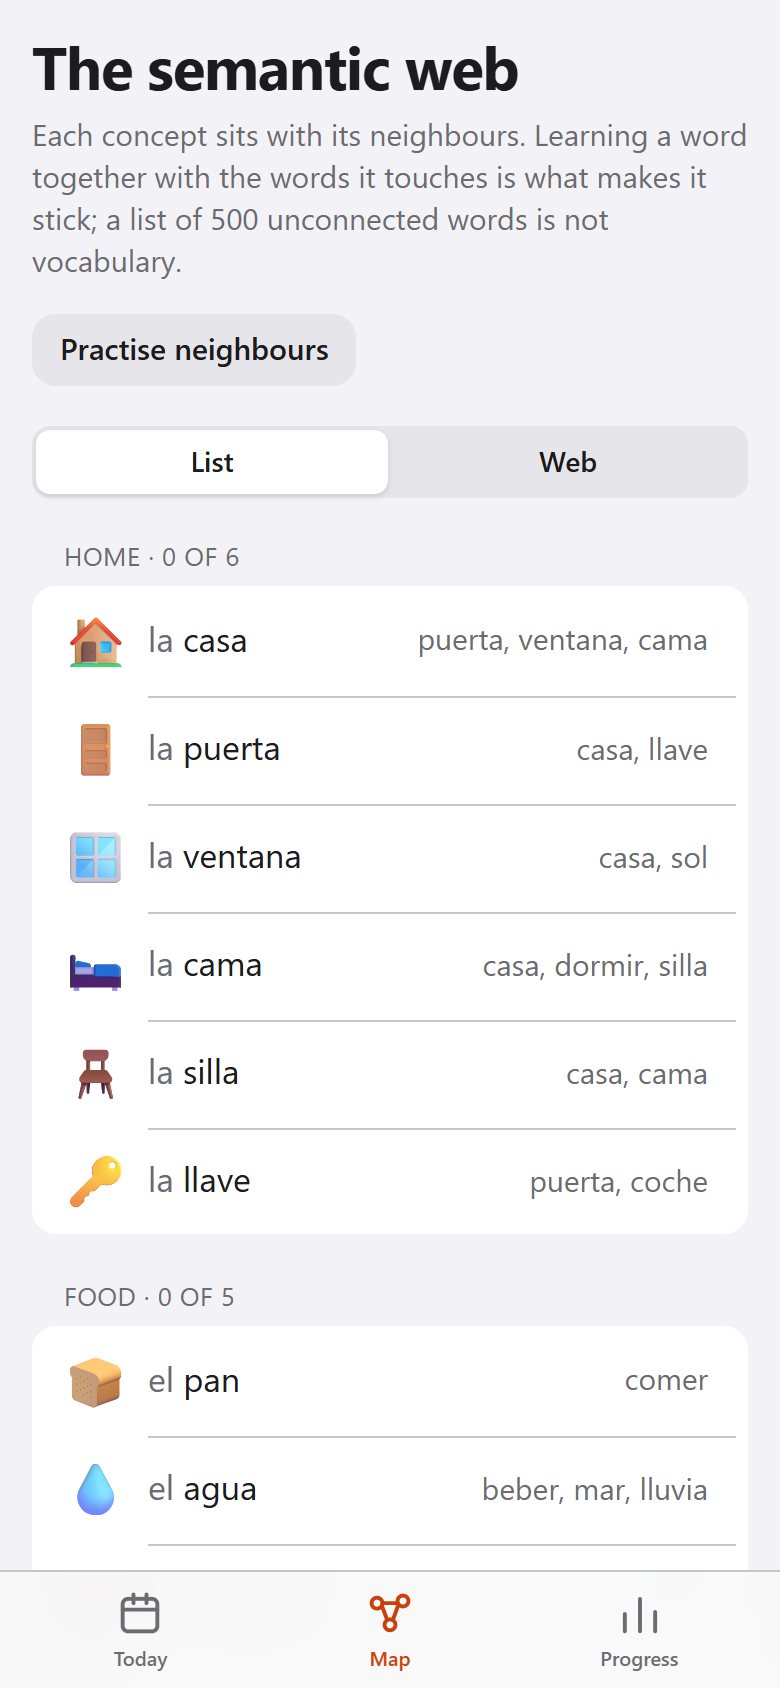 The semantic web
Each concept sits with its neighbours. Learning a word
together with the words it touches is what makes it
stick; a list of 500 unconnected words is not
vocabulary.
Practise neighbours
List
Web
HOME · 0 OF 6
la casa
puerta, ventana, cama
la puerta
casa, llave
la ventana
casa, sol
la cama
casa, dormir, silla
la silla
casa, cama
la llave
puerta, coche
FOOD · 0 OF 5
el pan
comer
el agua
beber, mar, lluvia
Today
Map
Progress